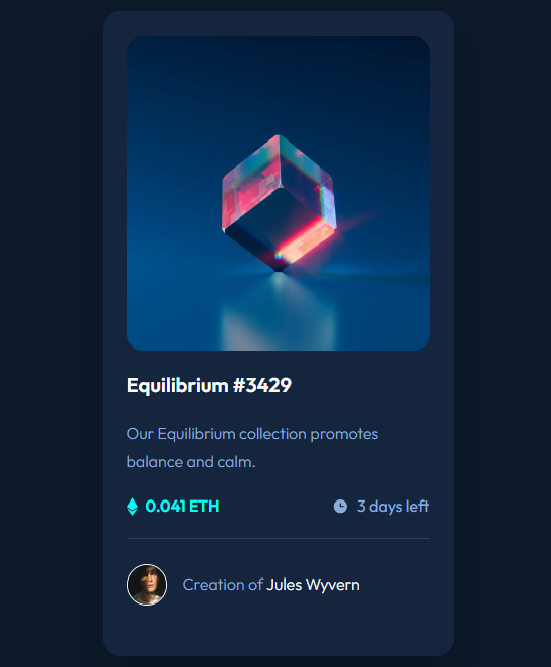 Equilibrium #3429
Our Equilibrium collection promotes
balance and calm.
0.041 ETH
3 days left
Creation of Jules Wyvern